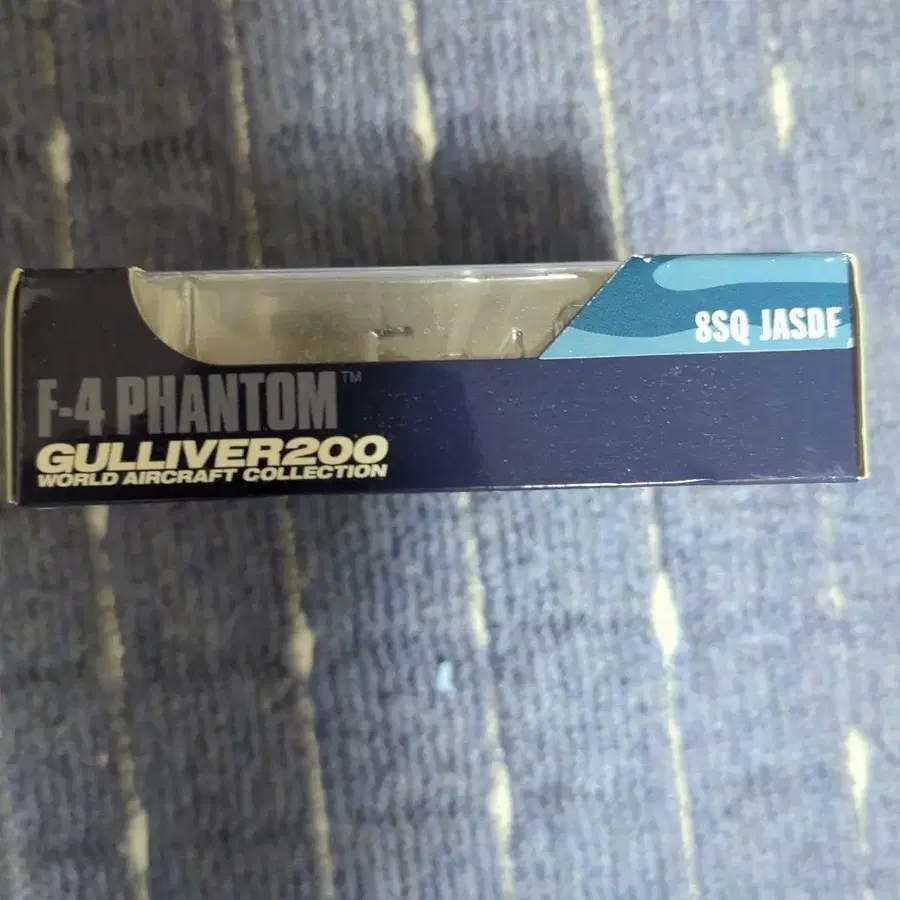 8SQ JASDF
F-4 PHANTOM™
GULLIVER200
WORLD AIRCRAFT COLLECTION